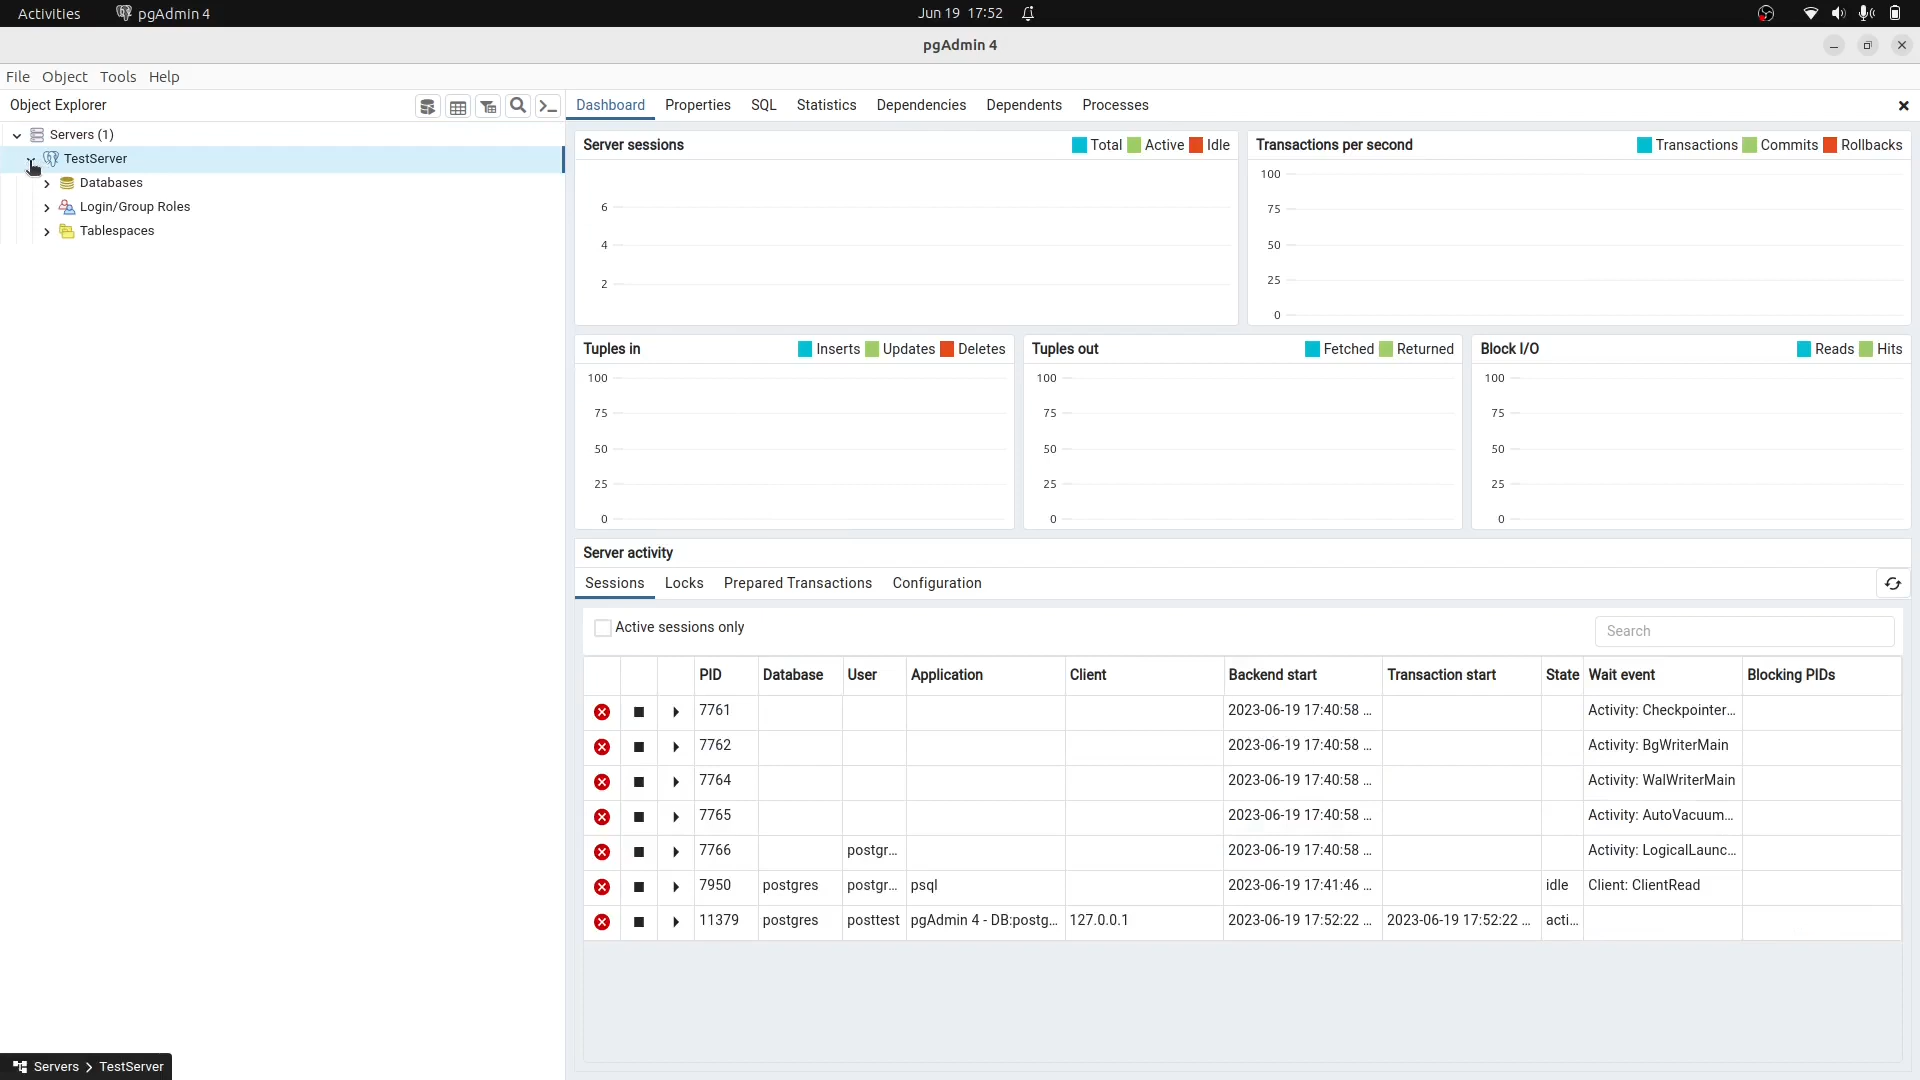 Activities pgAdmin 4 Jun 19 17:52
pgAdmin 4
File Object Tools Help
Object Explorer
Dashboard Properties SQL Statistics Dependencies Dependents Processes
Servers (1)
TestServer
Databases
Login/Group Roles
Tablespaces
Server sessions Total Active Idle
6
4
2
Transactions per second Transactions Commits Rollbacks
100
75
50
25
0
Tuples in Inserts Updates Deletes
100
75
50
25
0
Tuples out Fetched Returned
100
75
50
25
0
Block I/O Reads Hits
100
75
50
25
0
Server activity
Sessions Locks Prepared Transactions Configuration
Active sessions only Search
PID Database User Application Client Backend start Transaction start State Wait event Blocking PIDs
7761 2023-06-19 17:40:58 ... Activity: Checkpointer...
7762 2023-06-19 17:40:58 ... Activity: BgWriterMain
7764 2023-06-19 17:40:58 ... Activity: WalWriterMain
7765 2023-06-19 17:40:58 ... Activity: AutoVacuum...
7766 postgr... 2023-06-19 17:40:58 ... Activity: LogicalLaunc...
7950 postgres postgr... psql 2023-06-19 17:41:46 ... idle Client: ClientRead
11379 postgres posttest pgAdmin 4 - DB:postg... 127.0.0.1 2023-06-19 17:52:22 ... 2023-06-19 17:52:22 ... acti...
Servers > TestServer